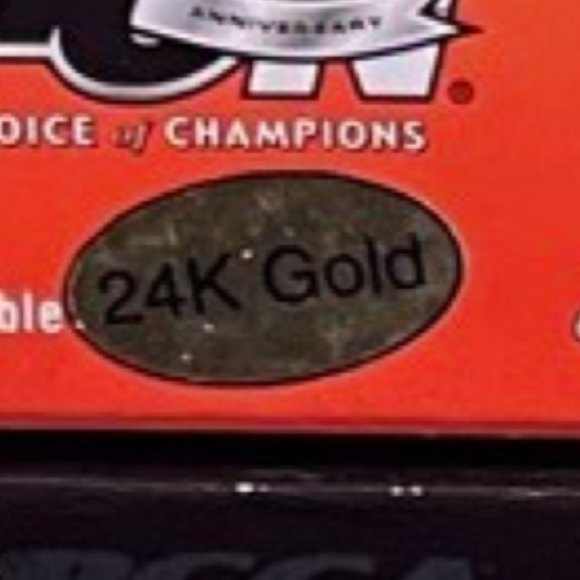 ANNIVERSARY
OICE of CHAMPIONS
24K Gold
ble.